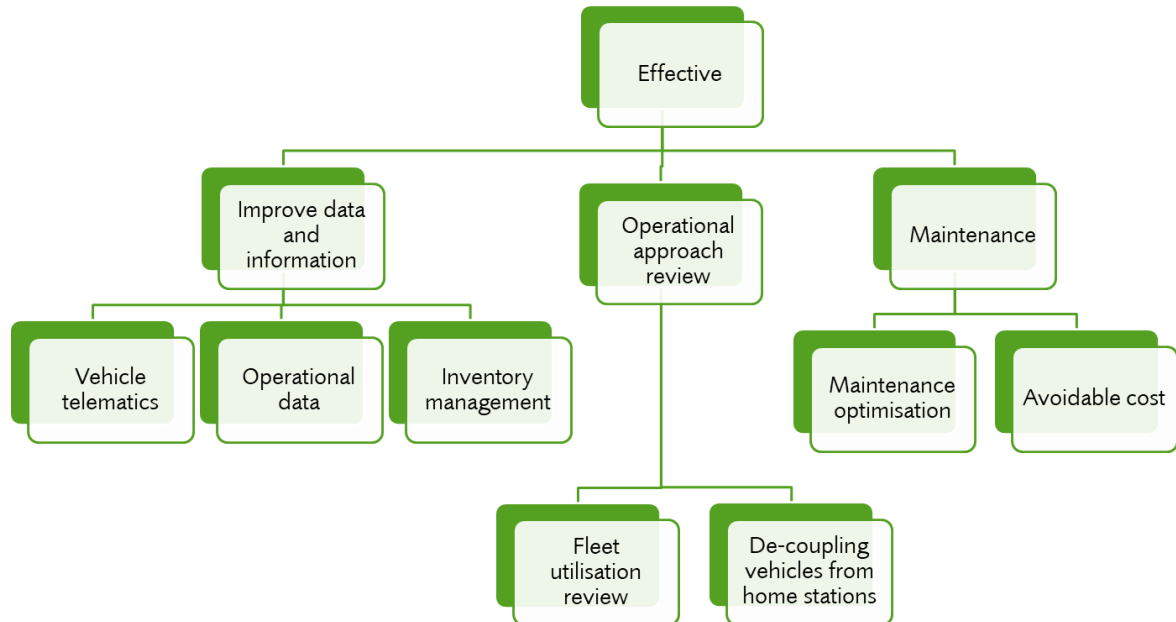 Effective
Improve data
and
information
Operational
approach
review
Maintenance
Vehicle
telematics
Operational
data
Inventory
management
Maintenance
optimisation
Avoidable cost
Fleet
utilisation
review
De-coupling
vehicles from
home stations